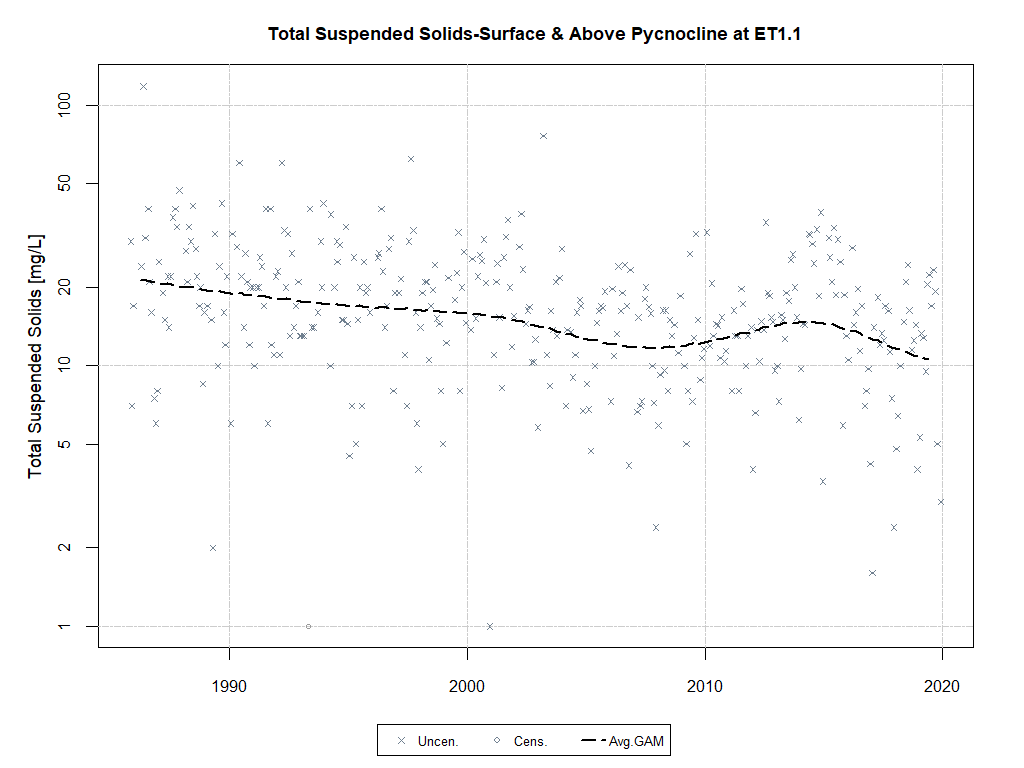 Total Suspended Solids-Surface & Above Pycnocline at ET1.1
Total Suspended Solids [mg/L]
100
50
20
10
5
2
1
1990 2000 2010 2020
Uncen. Cens. Avg.GAM